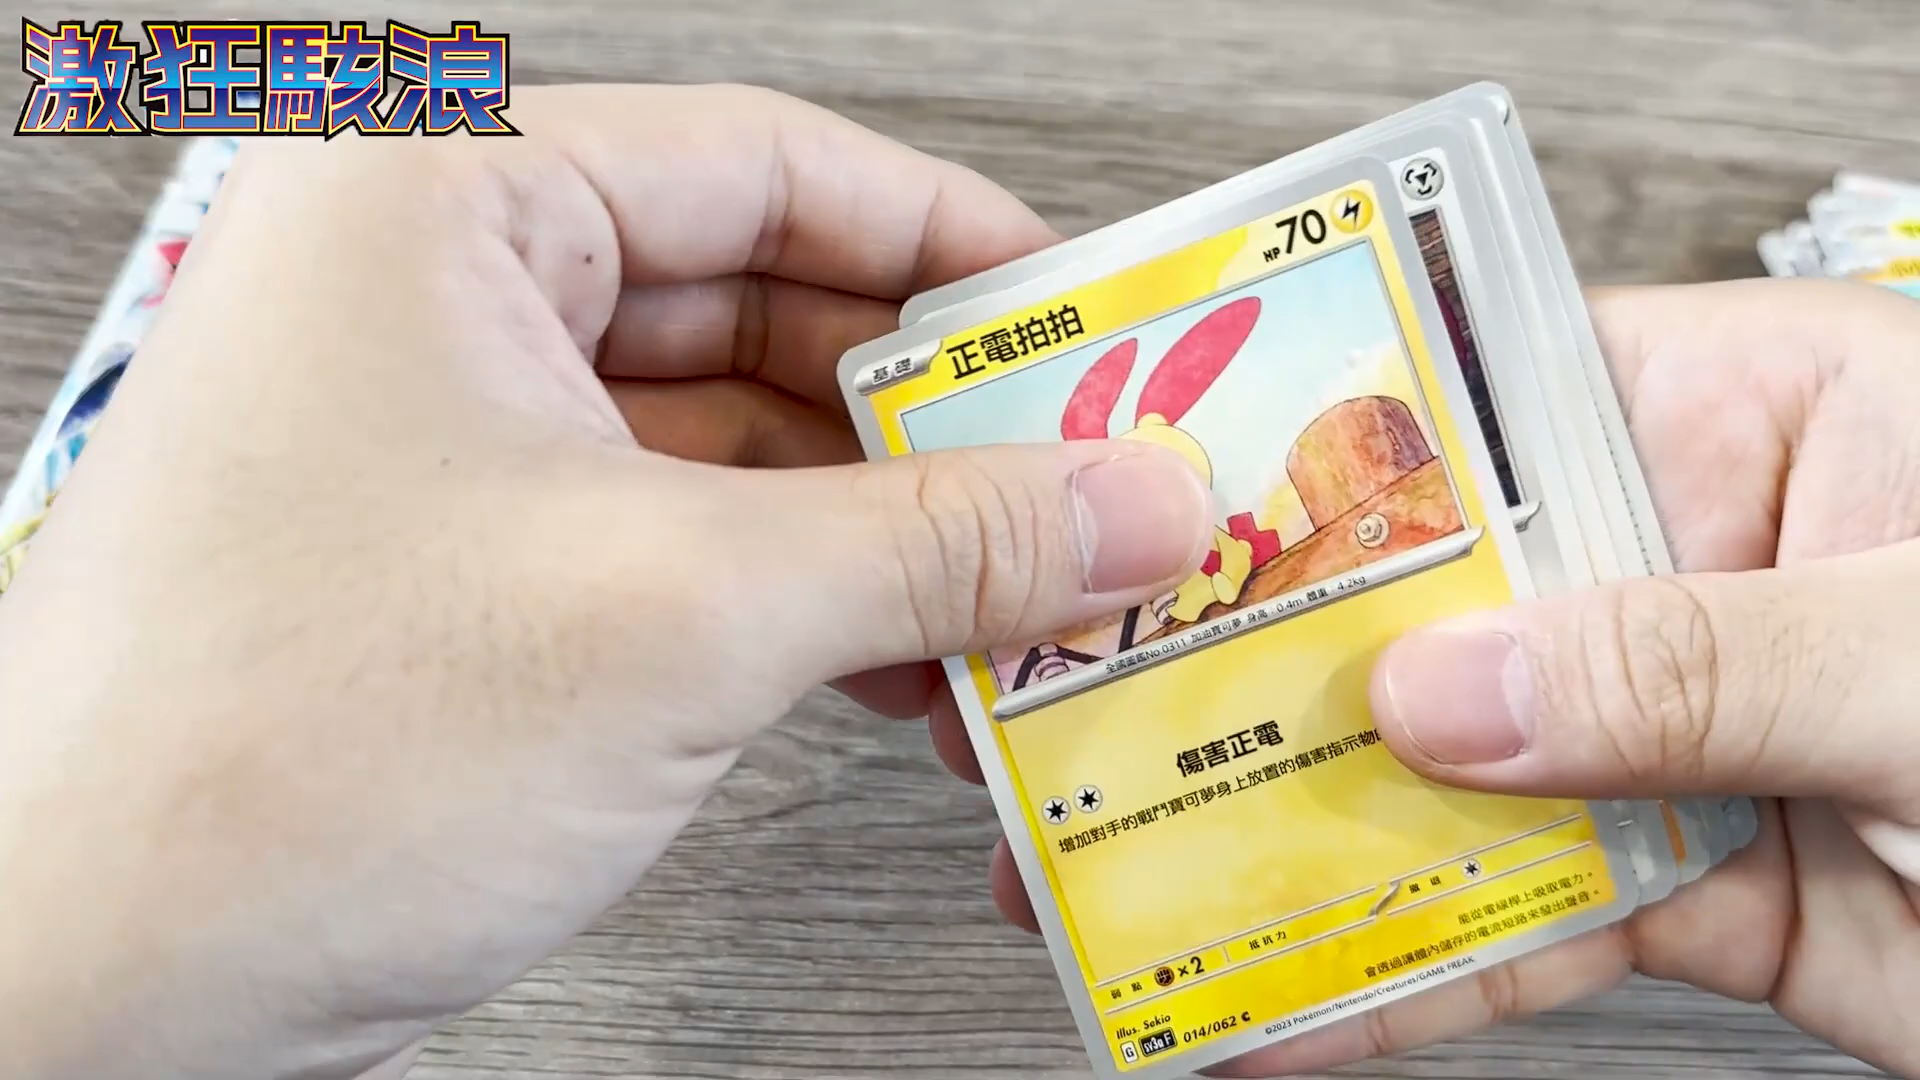 激狂駭浪
基礎 正電拍拍 HP 70
全國圖鑑No.0311 加油寶可夢 身高：0.4m 體重：4.2kg
傷害正電
增加對手的戰鬥寶可夢身上放置的傷害指示物
弱點 ×2 抵抗力 撤退
能從電線桿上吸取電力。
會透過讓體內儲存的電流短路來發出聲音。
Illus. Sekio
G sv3a F 014/062 C ©2023 Pokémon/Nintendo/Creatures/GAME FREAK.